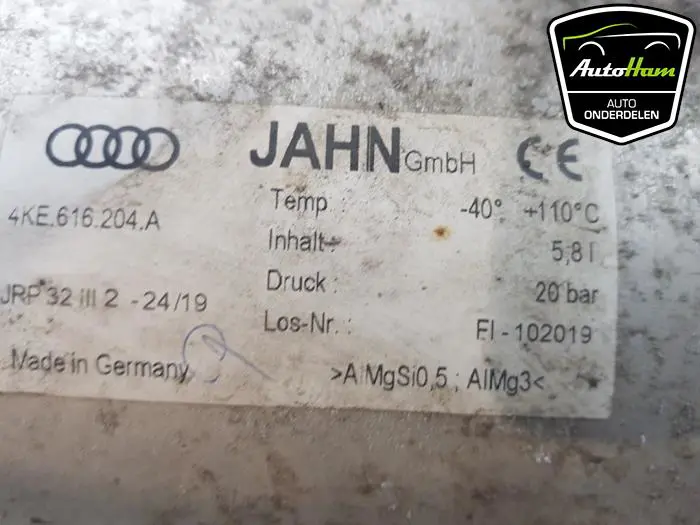 AutoHam
AUTO
ONDERDELEN
JAHN GmbH CE
4KE.616.204.A
Temp : -40° +110°C
Inhalt : 5,8 l
Druck : 20 bar
JRP 32 III 2 - 24/19
Los-Nr. : FI - 102019
Made in Germany
>AlMgSi0,5 ; AlMg3<